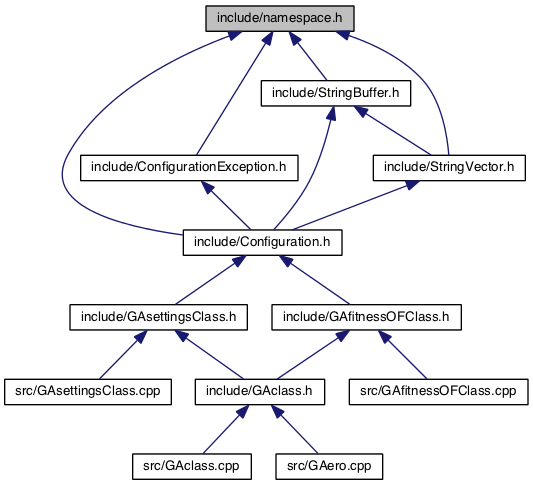 include/namespace.h
include/StringBuffer.h
include/ConfigurationException.h
include/StringVector.h
include/Configuration.h
include/GAsettingsClass.h
include/GAfitnessOFClass.h
src/GAsettingsClass.cpp
include/GAclass.h
src/GAfitnessOFClass.cpp
src/GAclass.cpp
src/GAero.cpp